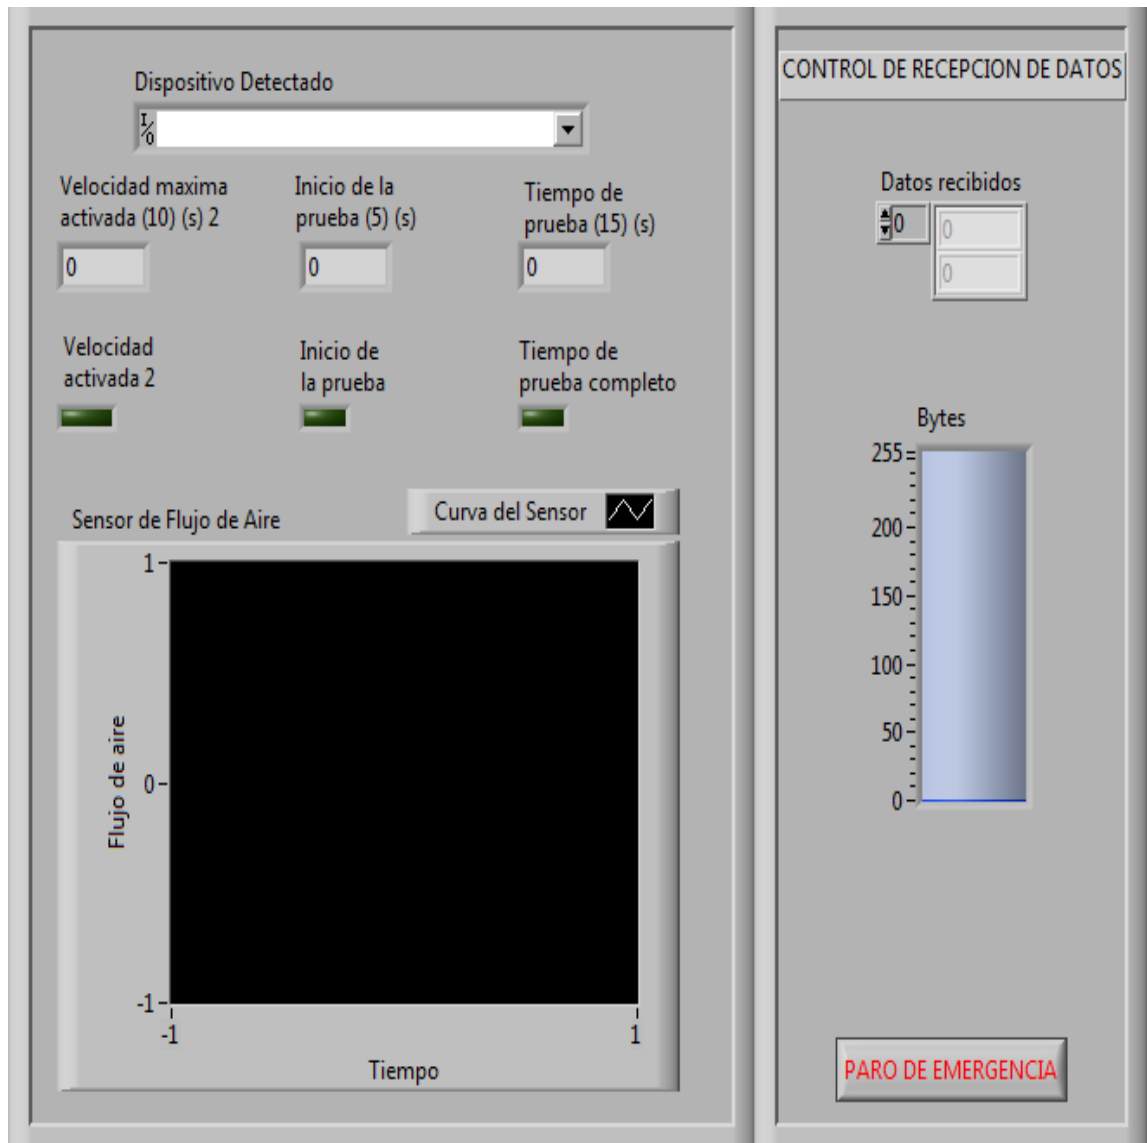 Dispositivo Detectado
I/O
Velocidad maxima
activada (10) (s) 2
0
Inicio de la
prueba (5) (s)
0
Tiempo de
prueba (15) (s)
0
Velocidad
activada 2
Inicio de
la prueba
Tiempo de
prueba completo
Sensor de Flujo de Aire
Curva del Sensor
Flujo de aire
1
0
-1
-1
1
Tiempo
CONTROL DE RECEPCION DE DATOS
Datos recibidos
0
0
0
Bytes
255
200
150
100
50
0
PARO DE EMERGENCIA